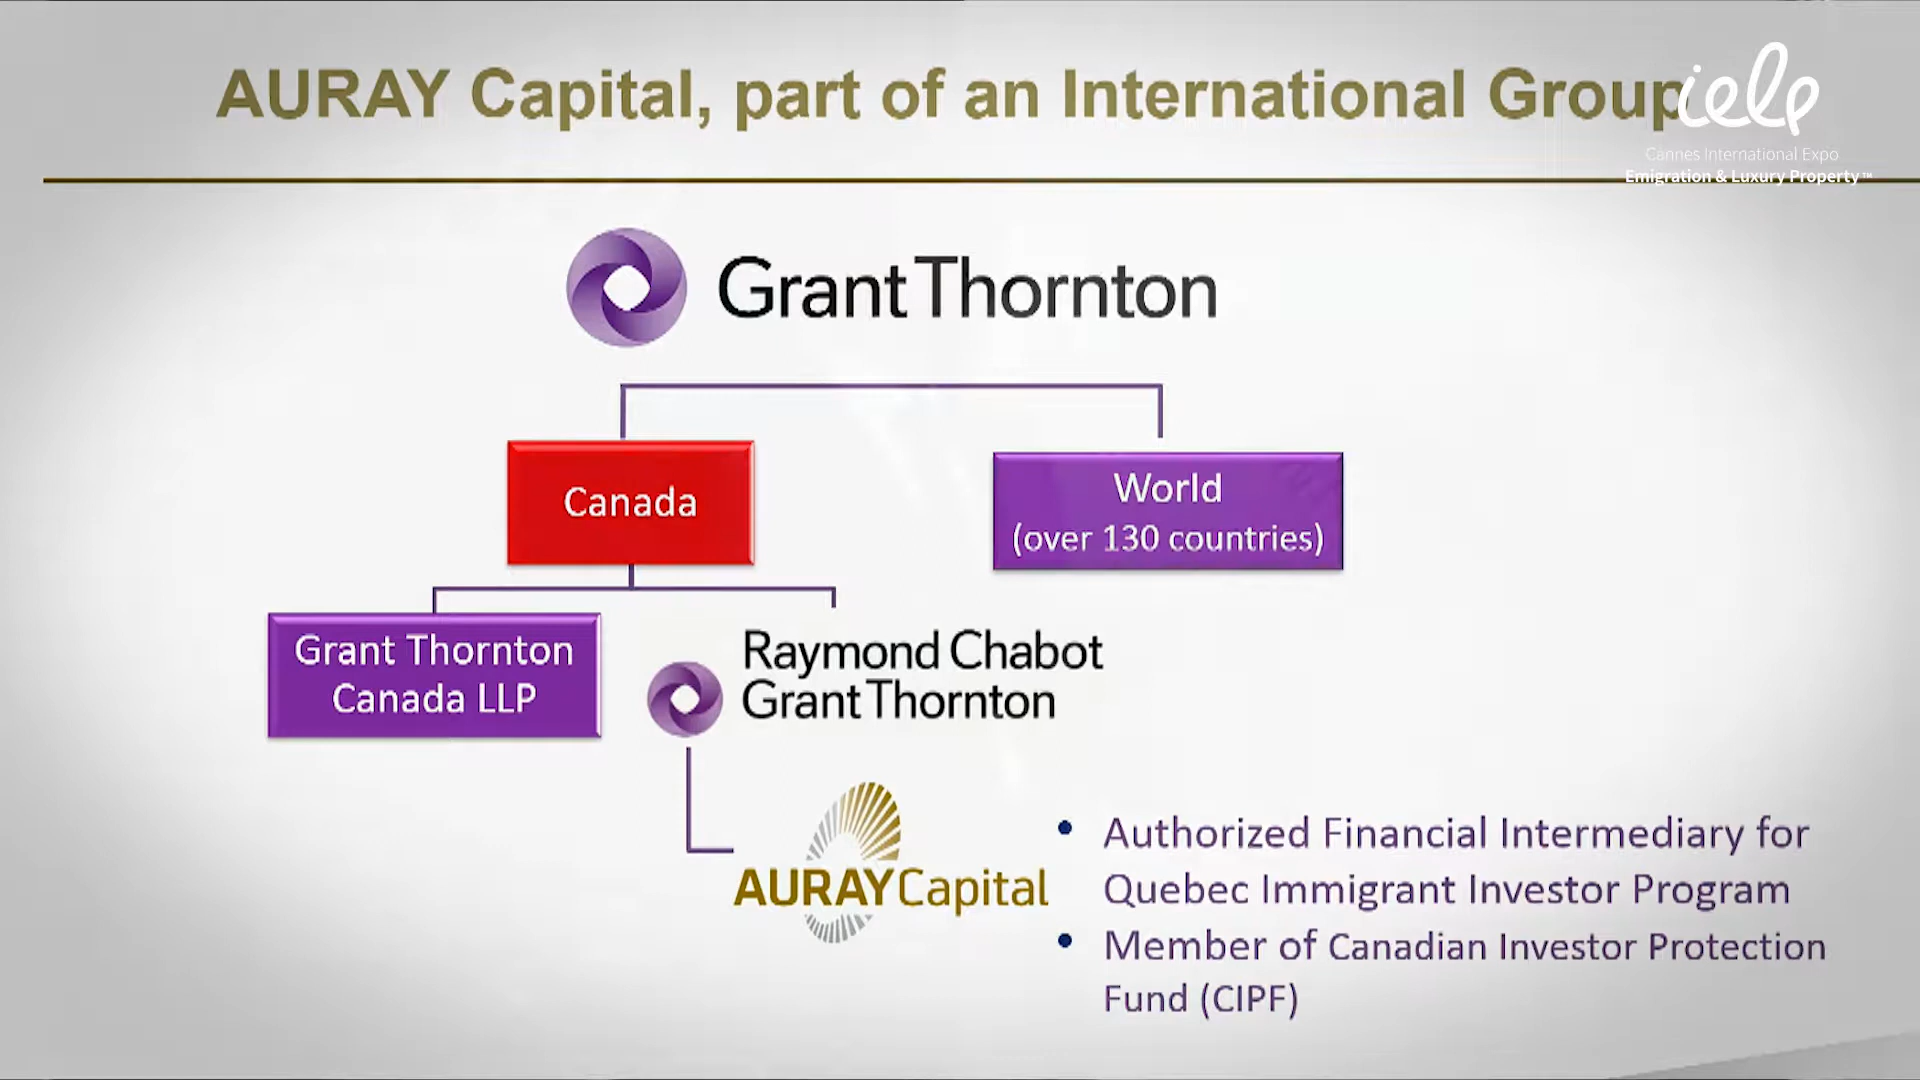 AURAY Capital, part of an International Group
ielp
Cannes International Expo
Emigration & Luxury Property™
Grant Thornton
Canada
World
(over 130 countries)
Grant Thornton
Canada LLP
Raymond Chabot
Grant Thornton
AURAY Capital
• Authorized Financial Intermediary for
Quebec Immigrant Investor Program
• Member of Canadian Investor Protection
Fund (CIPF)